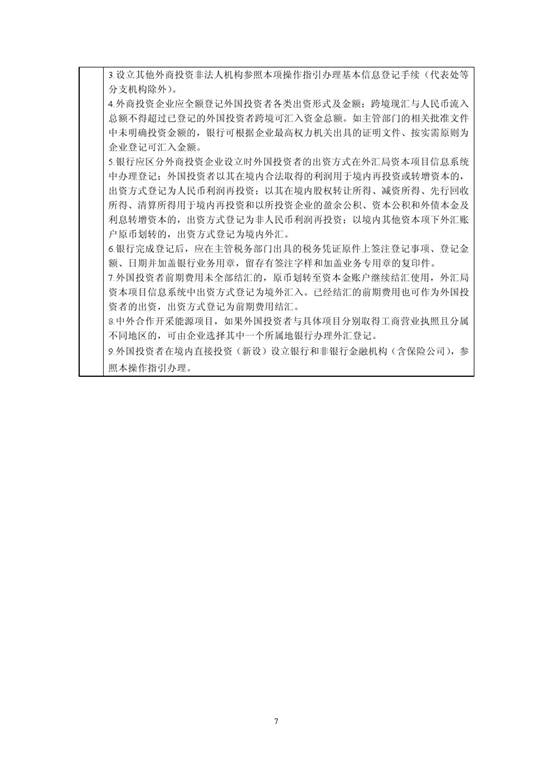 3.设立其他外商投资非法人机构参照本项操作指引办理基本信息登记手续（代表处等
分支机构除外）。
4.外商投资企业应全额登记外国投资者各类出资形式及金额；跨境现汇与人民币流入
总额不得超过已登记的外国投资者跨境可汇入资金总额。如主管部门的相关批准文件
中未明确投资金额的，银行可根据企业最高权力机关出具的证明文件、按实需原则为
企业登记可汇入金额。
5.银行应区分外商投资企业设立时外国投资者的出资方式在外汇局资本项目信息系统
中办理登记；外国投资者以其在境内合法取得的利润用于境内再投资或转增资本的，
出资方式登记为人民币利润再投资；以其在境内股权转让所得、减资所得、先行回收
所得、清算所得用于境内再投资和以所投资企业的盈余公积、资本公积和外债本金及
利息转增资本的，出资方式登记为非人民币利润再投资；以境内其他资本项下外汇账
户原币划转的，出资方式登记为境内外汇。
6.银行完成登记后，应在主管税务部门出具的税务凭证原件上签注登记事项、登记金
额、日期并加盖银行业务用章，留存有签注字样和加盖业务专用章的复印件。
7.外国投资者前期费用未全部结汇的，原币划转至资本金账户继续结汇使用，外汇局
资本项目信息系统中出资方式登记为境外汇入。已经结汇的前期费用也可作为外国投
资者的出资，出资方式登记为前期费用结汇。
8.中外合作开采能源项目，如果外国投资者与具体项目分别取得工商营业执照且分属
不同地区的，可由企业选择其中一个所属地银行办理外汇登记。
9.外国投资者在境内直接投资（新设）设立银行和非银行金融机构（含保险公司），参
照本操作指引办理。
7